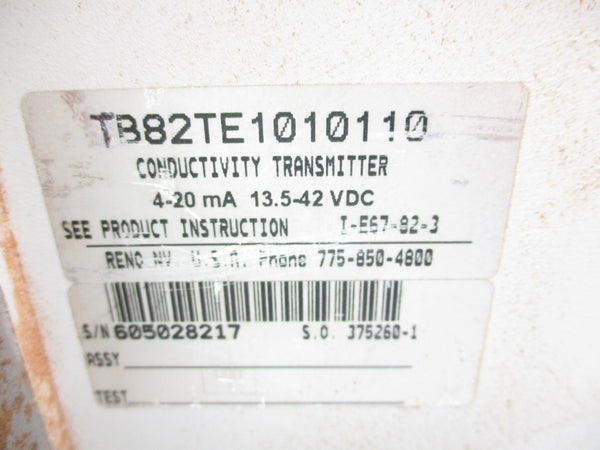 TB82TE1010110
CONDUCTIVITY TRANSMITTER
4-20 mA 13.5-42 VDC
SEE PRODUCT INSTRUCTION I-E67-82-3
RENO NV. U.S.A. Phone 775-850-4800
S/N 605028217 S.O. 375260-1
ASSY
TEST